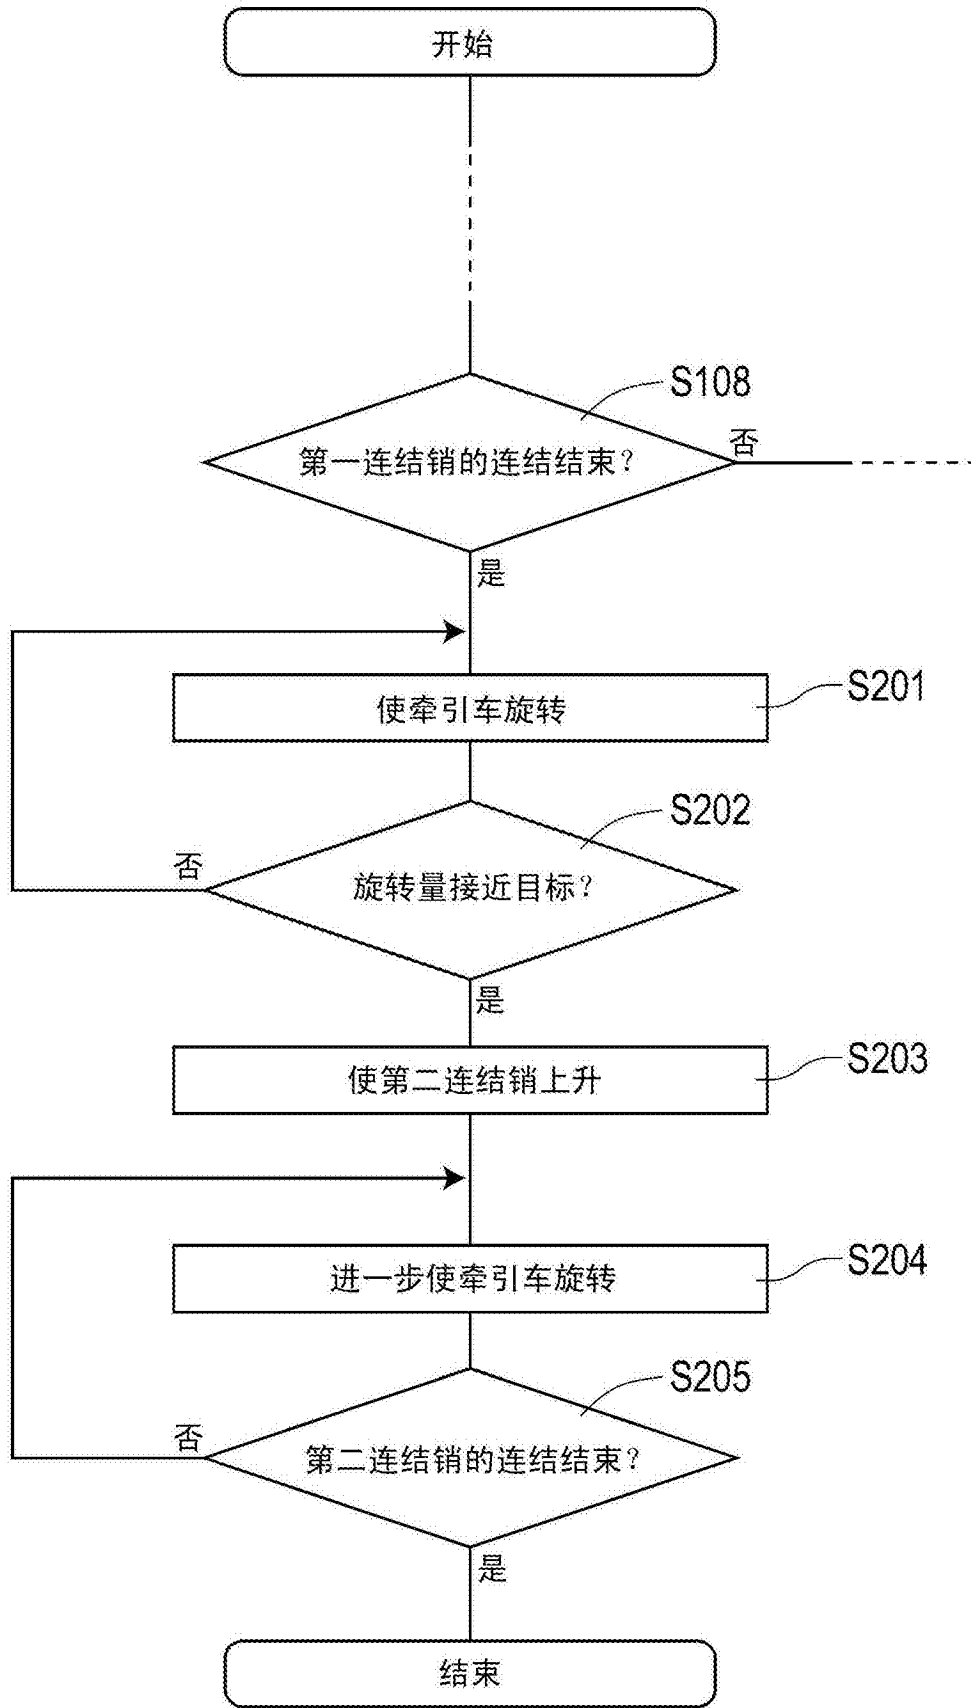 开始
S108
第一连结销的连结结束?
否
是
S201
使牵引车旋转
S202
否
旋转量接近目标?
是
S203
使第二连结销上升
S204
进一步使牵引车旋转
S205
否
第二连结销的连结结束?
是
结束